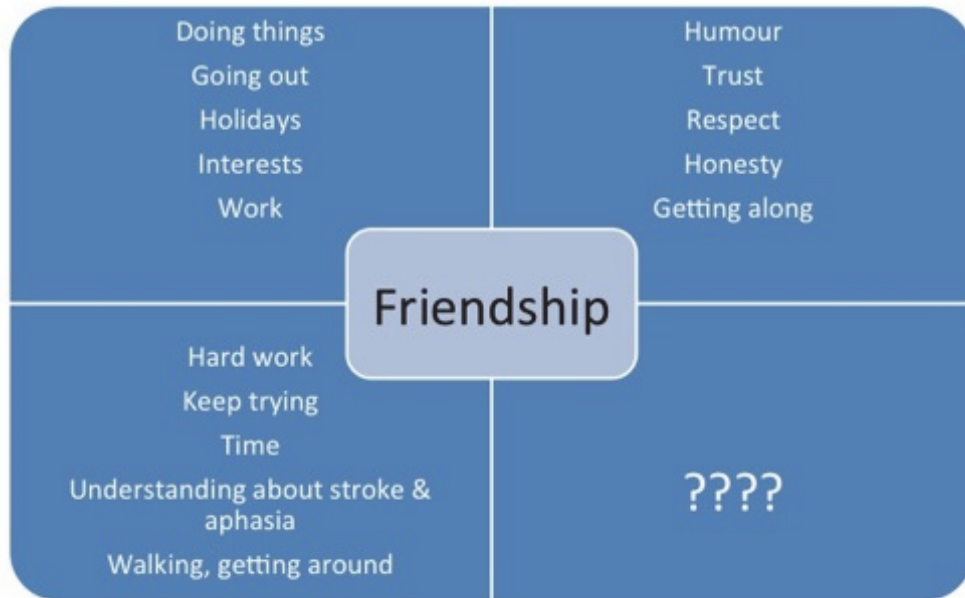 Doing things
Going out
Holidays
Interests
Work
Humour
Trust
Respect
Honesty
Getting along
Friendship
Hard work
Keep trying
Time
Understanding about stroke &
aphasia
Walking, getting around
????